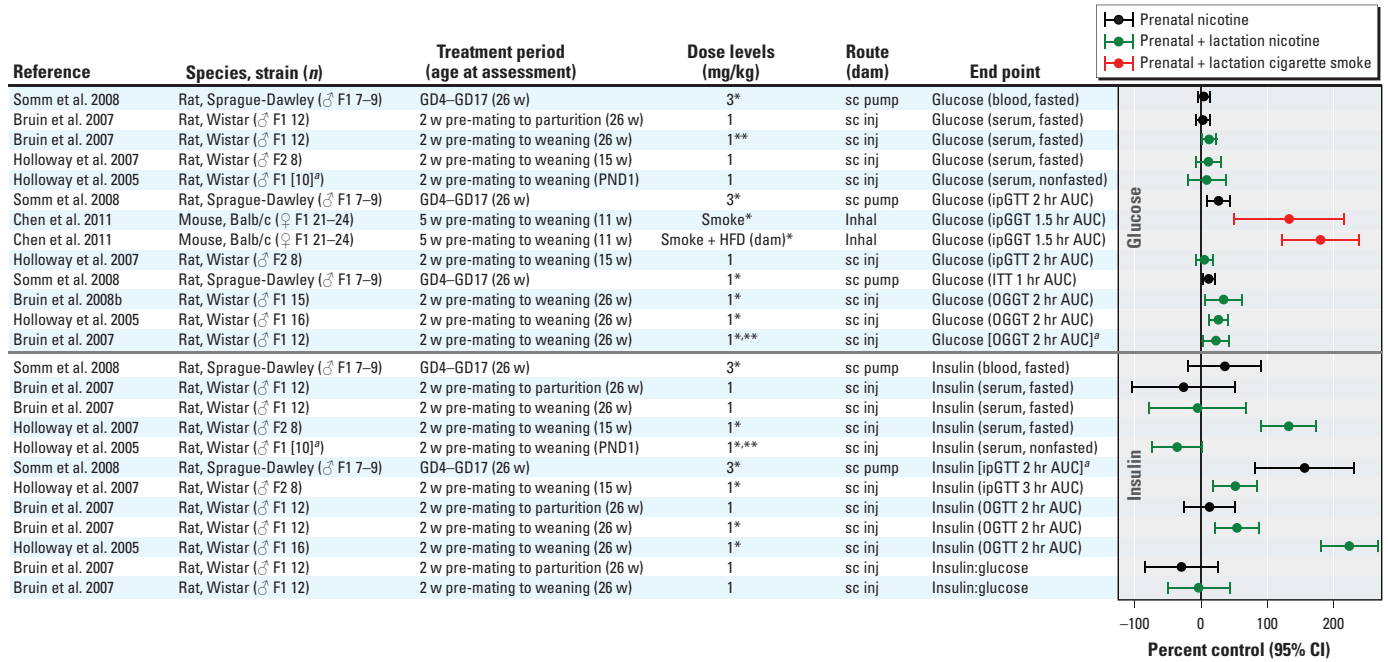 Prenatal nicotine
Prenatal + lactation nicotine
Prenatal + lactation cigarette smoke
Reference Species, strain (n) Treatment period (age at assessment) Dose levels (mg/kg) Route (dam) End point
Somm et al. 2008 Rat, Sprague-Dawley (♂ F1 7–9) GD4–GD17 (26 w) 3* sc pump Glucose (blood, fasted)
Bruin et al. 2007 Rat, Wistar (♂ F1 12) 2 w pre-mating to parturition (26 w) 1 sc inj Glucose (serum, fasted)
Bruin et al. 2007 Rat, Wistar (♂ F1 12) 2 w pre-mating to weaning (26 w) 1** sc inj Glucose (serum, fasted)
Holloway et al. 2007 Rat, Wistar (♂ F2 8) 2 w pre-mating to weaning (15 w) 1 sc inj Glucose (serum, fasted)
Holloway et al. 2005 Rat, Wistar (♂ F1 [10]a) 2 w pre-mating to weaning (PND1) 1 sc inj Glucose (serum, nonfasted)
Somm et al. 2008 Rat, Sprague-Dawley (♂ F1 7–9) GD4–GD17 (26 w) 3* sc pump Glucose (ipGTT 2 hr AUC)
Chen et al. 2011 Mouse, Balb/c (♀ F1 21–24) 5 w pre-mating to weaning (11 w) Smoke* Inhal Glucose (ipGGT 1.5 hr AUC)
Chen et al. 2011 Mouse, Balb/c (♀ F1 21–24) 5 w pre-mating to weaning (11 w) Smoke + HFD (dam)* Inhal Glucose (ipGGT 1.5 hr AUC)
Holloway et al. 2007 Rat, Wistar (♂ F2 8) 2 w pre-mating to weaning (15 w) 1 sc inj Glucose (ipGTT 2 hr AUC)
Somm et al. 2008 Rat, Sprague-Dawley (♂ F1 7–9) GD4–GD17 (26 w) 1* sc pump Glucose (ITT 1 hr AUC)
Bruin et al. 2008b Rat, Wistar (♂ F1 15) 2 w pre-mating to weaning (26 w) 1* sc inj Glucose (OGGT 2 hr AUC)
Holloway et al. 2005 Rat, Wistar (♂ F1 16) 2 w pre-mating to weaning (26 w) 1* sc inj Glucose (OGGT 2 hr AUC)
Bruin et al. 2007 Rat, Wistar (♂ F1 12) 2 w pre-mating to weaning (26 w) 1*,** sc inj Glucose [OGGT 2 hr AUC]a
Glucose
Somm et al. 2008 Rat, Sprague-Dawley (♂ F1 7–9) GD4–GD17 (26 w) 3* sc pump Insulin (blood, fasted)
Bruin et al. 2007 Rat, Wistar (♂ F1 12) 2 w pre-mating to parturition (26 w) 1 sc inj Insulin (serum, fasted)
Bruin et al. 2007 Rat, Wistar (♂ F1 12) 2 w pre-mating to weaning (26 w) 1 sc inj Insulin (serum, fasted)
Holloway et al. 2007 Rat, Wistar (♂ F2 8) 2 w pre-mating to weaning (15 w) 1* sc inj Insulin (serum, fasted)
Holloway et al. 2005 Rat, Wistar (♂ F1 [10]a) 2 w pre-mating to weaning (PND1) 1*,** sc inj Insulin (serum, nonfasted)
Somm et al. 2008 Rat, Sprague-Dawley (♂ F1 7–9) GD4–GD17 (26 w) 3* sc pump Insulin [ipGTT 2 hr AUC]a
Holloway et al. 2007 Rat, Wistar (♂ F2 8) 2 w pre-mating to weaning (15 w) 1* sc inj Insulin (ipGTT 3 hr AUC)
Bruin et al. 2007 Rat, Wistar (♂ F1 12) 2 w pre-mating to parturition (26 w) 1 sc inj Insulin (OGTT 2 hr AUC)
Bruin et al. 2007 Rat, Wistar (♂ F1 12) 2 w pre-mating to weaning (26 w) 1* sc inj Insulin (OGTT 2 hr AUC)
Holloway et al. 2005 Rat, Wistar (♂ F1 16) 2 w pre-mating to weaning (26 w) 1* sc inj Insulin (OGTT 2 hr AUC)
Bruin et al. 2007 Rat, Wistar (♂ F1 12) 2 w pre-mating to parturition (26 w) 1 sc inj Insulin:glucose
Bruin et al. 2007 Rat, Wistar (♂ F1 12) 2 w pre-mating to weaning (26 w) 1 sc inj Insulin:glucose
Insulin
–100 0 100 200
Percent control (95% CI)